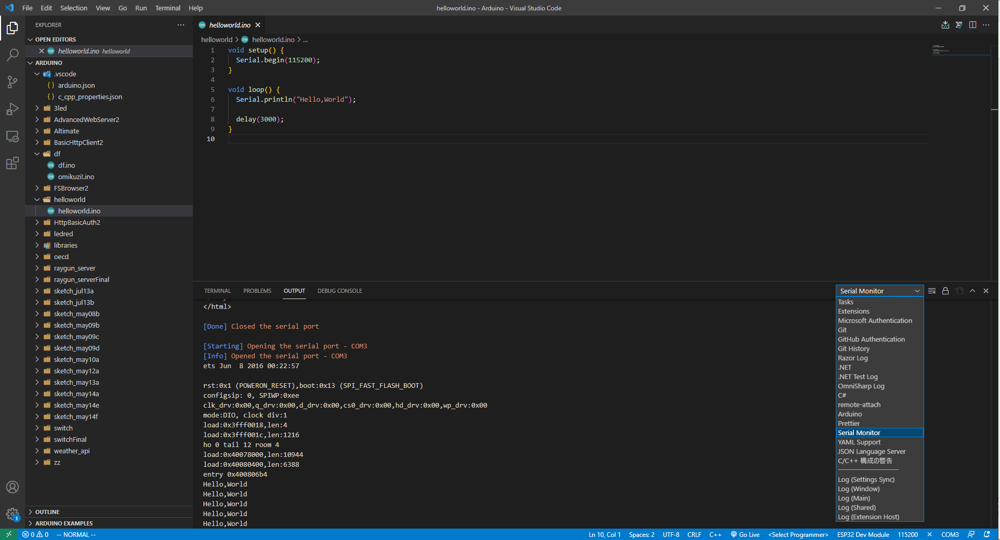 File Edit Selection View Go Run Terminal Help
helloworld.ino - Arduino - Visual Studio Code
EXPLORER
OPEN EDITORS
helloworld.ino helloworld
ARDUINO
.vscode
arduino.json
c_cpp_properties.json
3led
AdvancedWebServer2
Altimate
BasicHttpClient2
df
df.ino
omikuzil.ino
FSBrowser2
helloworld
helloworld.ino
HttpBasicAuth2
ledred
libraries
oecd
raygun_server
raygun_serverFinal
sketch_jul13a
sketch_jul13b
sketch_may08b
sketch_may09b
sketch_may09c
sketch_may09d
sketch_may10a
sketch_may12a
sketch_may13a
sketch_may14a
sketch_may14e
sketch_may14f
switch
switchFinal
weather_api
zz
OUTLINE
ARDUINO EXAMPLES
helloworld.ino
helloworld > helloworld.ino > ...
1 void setup() {
2 Serial.begin(115200);
3 }
4
5 void loop() {
6 Serial.println("Hello,World");
7
8 delay(3000);
9 }
10
TERMINAL PROBLEMS OUTPUT DEBUG CONSOLE
</html>
[Done] Closed the serial port
[Starting] Opening the serial port - COM3
[Info] Opened the serial port - COM3
ets Jun 8 2016 00:22:57
rst:0x1 (POWERON_RESET),boot:0x13 (SPI_FAST_FLASH_BOOT)
configsip: 0, SPIWP:0xee
clk_drv:0x00,q_drv:0x00,d_drv:0x00,cs0_drv:0x00,hd_drv:0x00,wp_drv:0x00
mode:DIO, clock div:1
load:0x3fff0018,len:4
load:0x3fff001c,len:1216
ho 0 tail 12 room 4
load:0x40078000,len:10944
load:0x40080400,len:6388
entry 0x400806b4
Hello,World
Hello,World
Hello,World
Hello,World
Hello,World
Serial Monitor
Tasks
Extensions
Microsoft Authentication
Git
GitHub Authentication
Git History
Razor Log
.NET
.NET Test Log
OmniSharp Log
C#
remote-attach
Arduino
Prettier
Serial Monitor
YAML Support
JSON Language Server
C/C++ 構成の警告
Log (Settings Sync)
Log (Window)
Log (Main)
Log (Shared)
Log (Extension Host)
0 0 -- NORMAL --
Ln 10, Col 1 Spaces: 2 UTF-8 CRLF C++ Go Live <Select Programmer> ESP32 Dev Module 115200 COM3